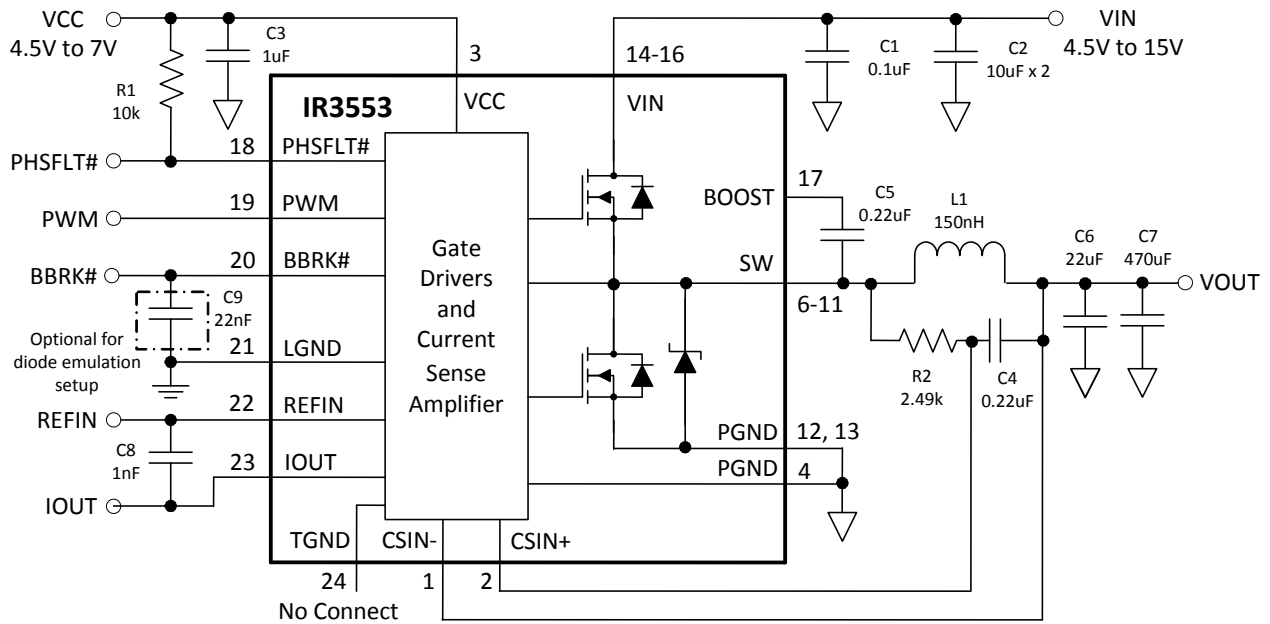 VCC
4.5V to 7V
C3
1uF
R1
10k
3
14-16
C1
0.1uF
C2
10uF x 2
VIN
4.5V to 15V
IR3553
VCC
VIN
PHSFLT#
18
PHSFLT#
PWM
19
PWM
BBRK#
20
BBRK#
C9
22nF
Optional for
diode emulation
setup
21
LGND
REFIN
22
REFIN
C8
1nF
23
IOUT
IOUT
Gate
Drivers
and
Current
Sense
Amplifier
BOOST
17
C5
0.22uF
L1
150nH
SW
6-11
C6
22uF
C7
470uF
VOUT
R2
2.49k
C4
0.22uF
PGND
12, 13
PGND
4
TGND
CSIN-
CSIN+
24
1
2
No Connect